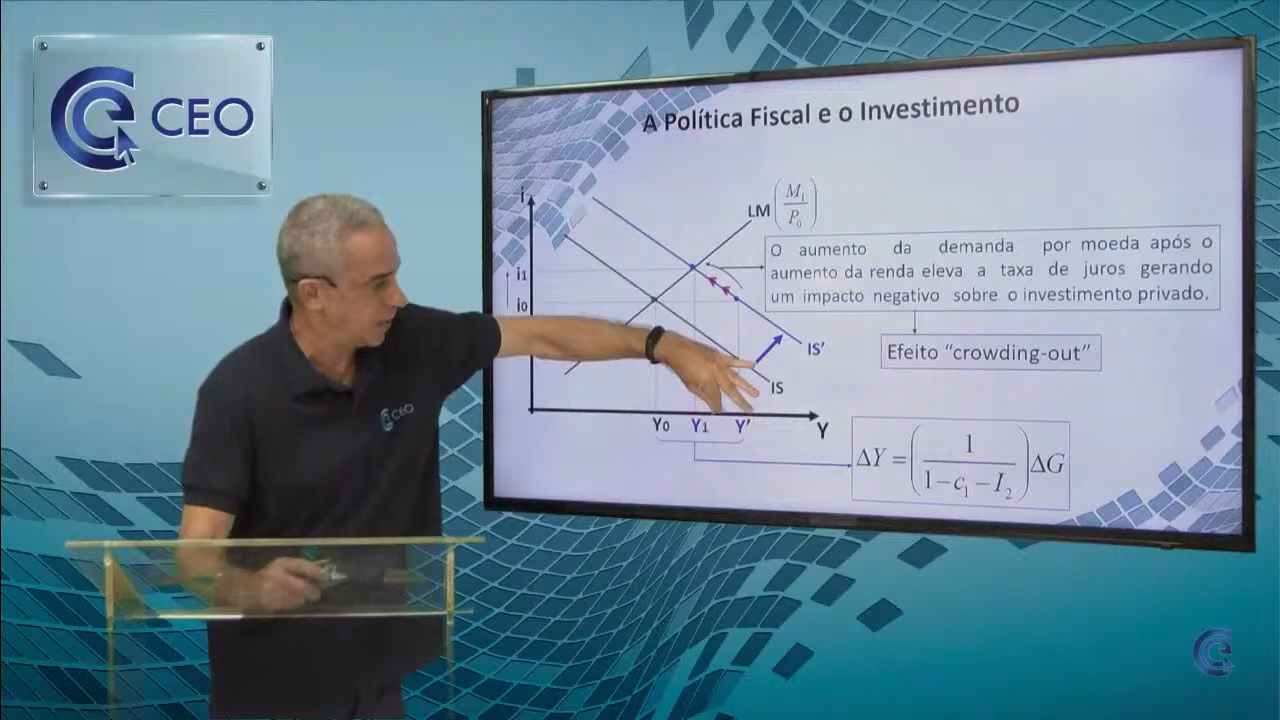 CEO
A Política Fiscal e o Investimento
i
LM (M₁/P₀)
O aumento da demanda por moeda após o
aumento da renda eleva a taxa de juros gerando
um impacto negativo sobre o investimento privado.
i₁
i₀
Efeito “crowding-out”
IS’
IS
Y₀ Y₁ Y’
Y
ΔY = (1/(1−c₁−I₂)) ΔG
CEO